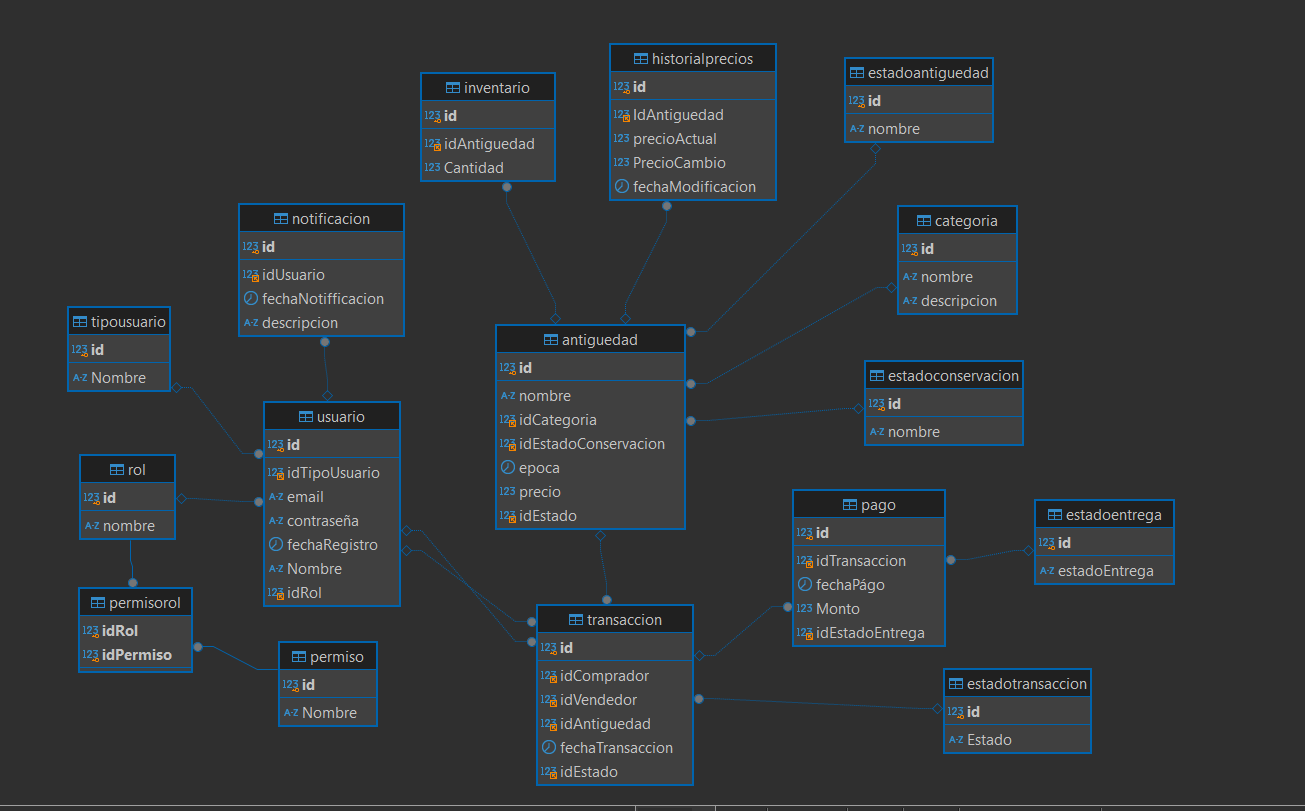 inventario
123 id
123 idAntiguedad
123 Cantidad
historialprecios
123 id
123 IdAntiguedad
123 precioActual
123 PrecioCambio
fechaModificacion
estadoantiguedad
123 id
A-Z nombre
notificacion
123 id
123 idUsuario
fechaNotifficacion
A-Z descripcion
categoria
123 id
A-Z nombre
A-Z descripcion
tipousuario
123 id
A-Z Nombre
antiguedad
123 id
A-Z nombre
123 idCategoria
123 idEstadoConservacion
epoca
123 precio
123 idEstado
estadoconservacion
123 id
A-Z nombre
usuario
123 id
123 idTipoUsuario
A-Z email
A-Z contraseña
fechaRegistro
A-Z Nombre
123 idRol
rol
123 id
A-Z nombre
pago
123 id
123 idTransaccion
fechaPágo
123 Monto
123 idEstadoEntrega
estadoentrega
123 id
A-Z estadoEntrega
permisorol
123 idRol
123 idPermiso
permiso
123 id
A-Z Nombre
transaccion
123 id
123 idComprador
123 idVendedor
123 idAntiguedad
fechaTransaccion
123 idEstado
estadotransaccion
123 id
A-Z Estado